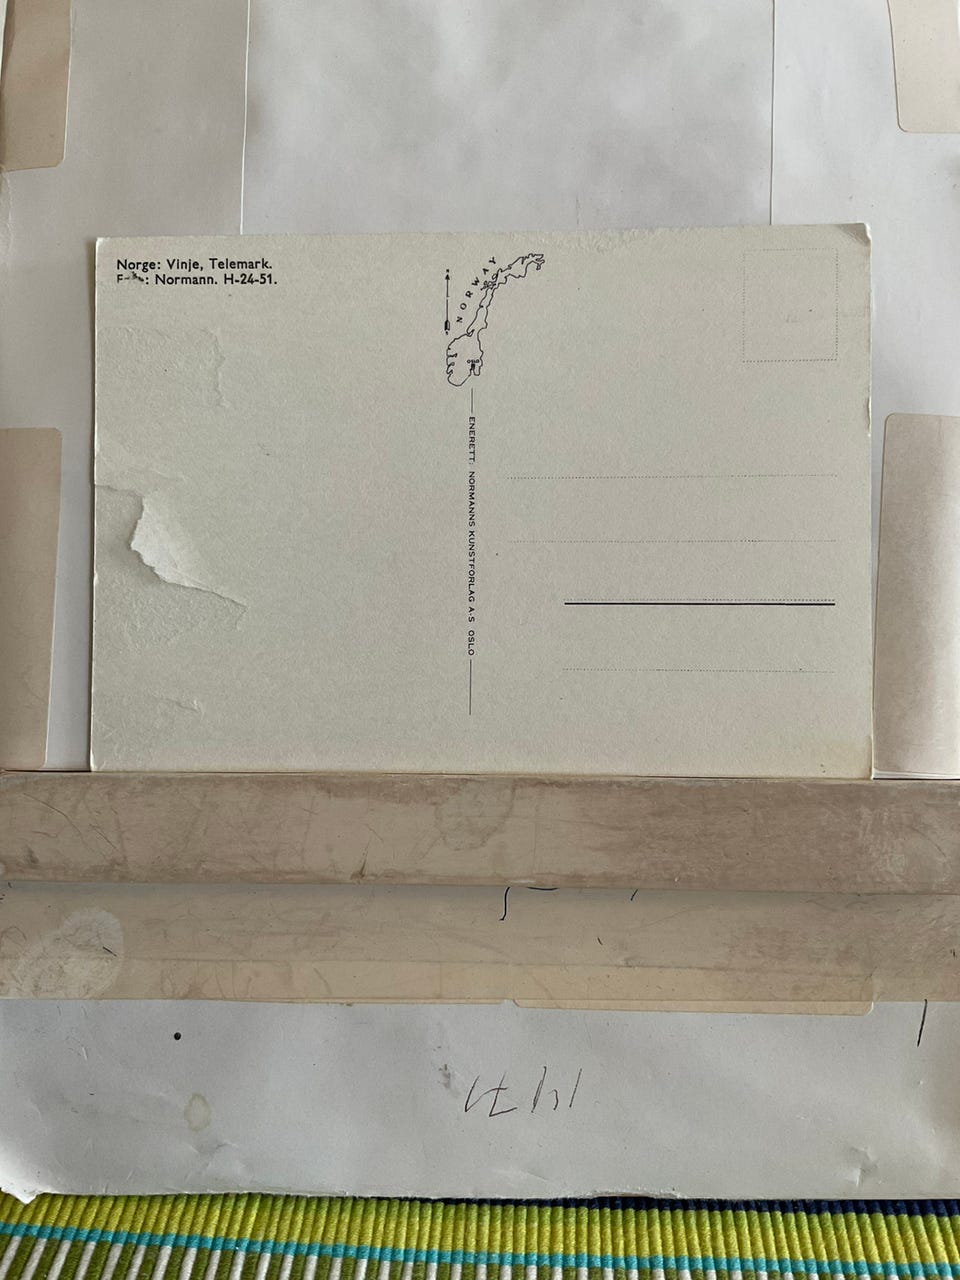 Norge: Vinje, Telemark.
: Normann. H-24-51.
NORWAY
OSLO
ENERETT: NORMANNS KUNSTFORLAG A-S OSLO